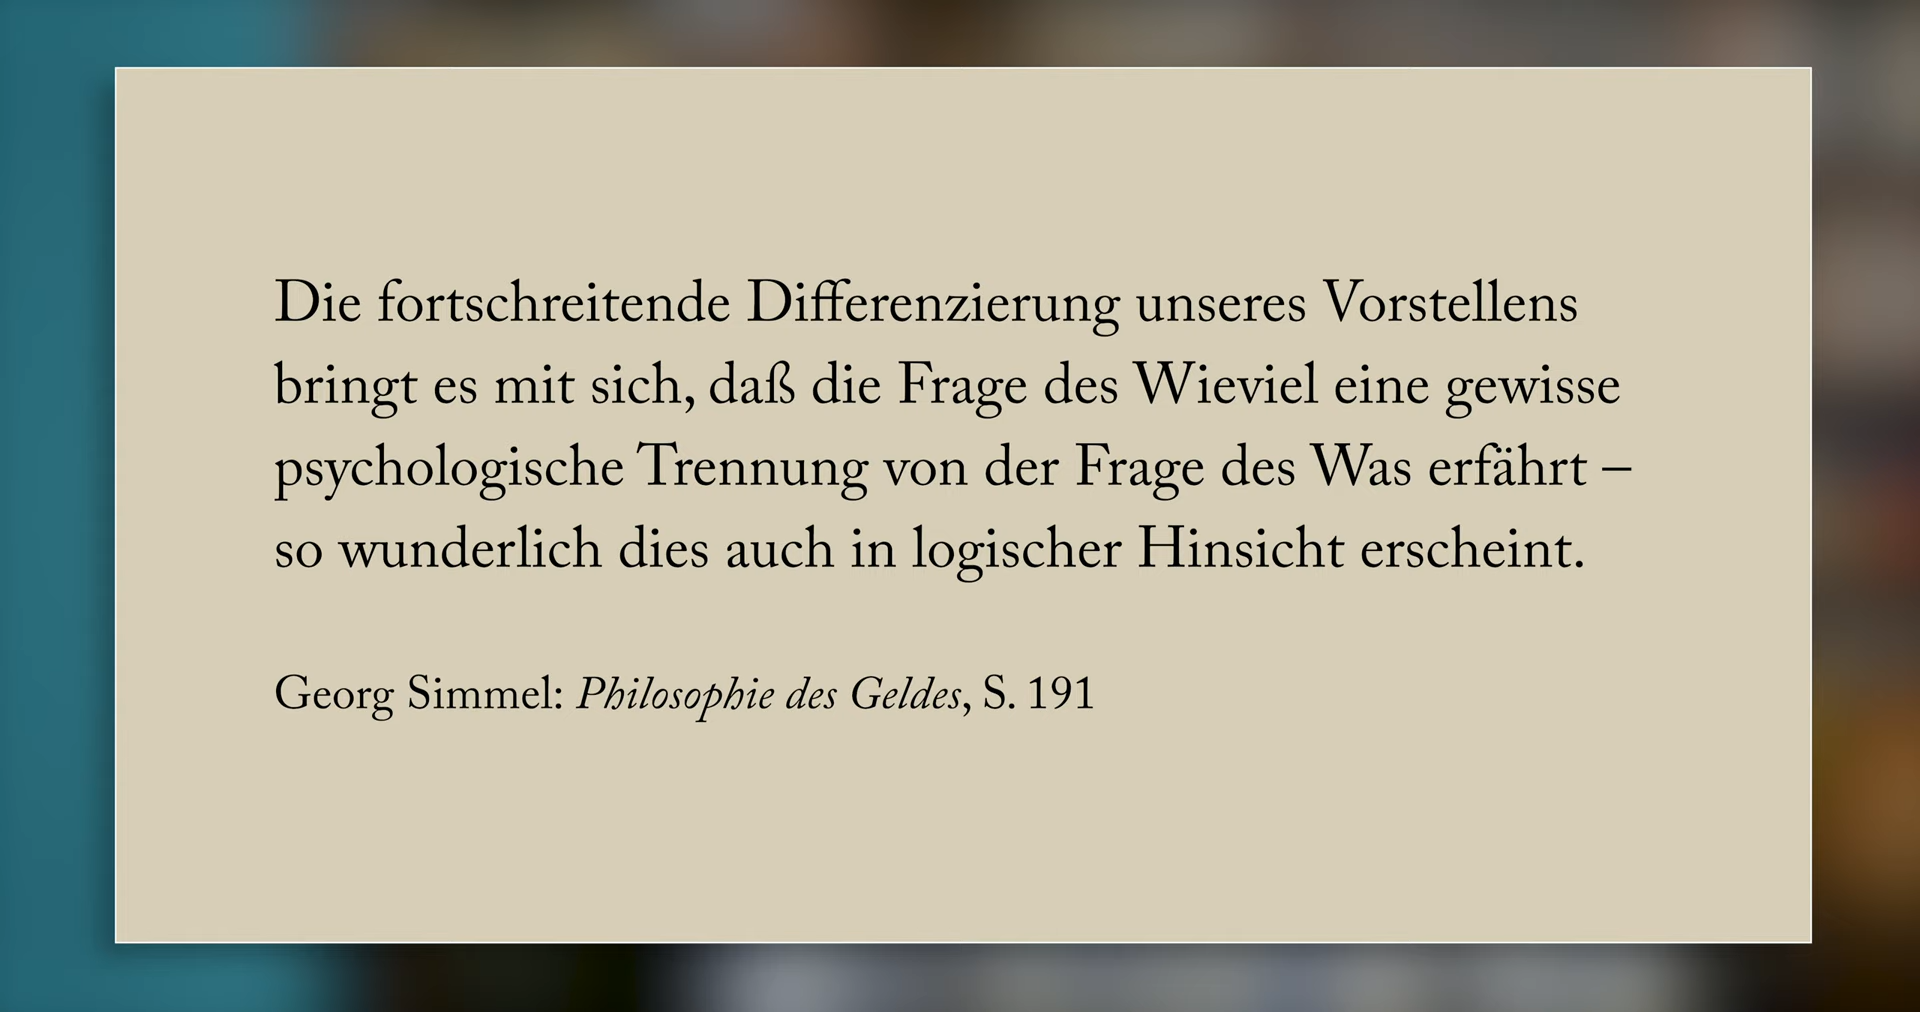 Die fortschreitende Differenzierung unseres Vorstellens
bringt es mit sich, daß die Frage des Wieviel eine gewisse
psychologische Trennung von der Frage des Was erfährt –
so wunderlich dies auch in logischer Hinsicht erscheint.
Georg Simmel: Philosophie des Geldes, S. 191